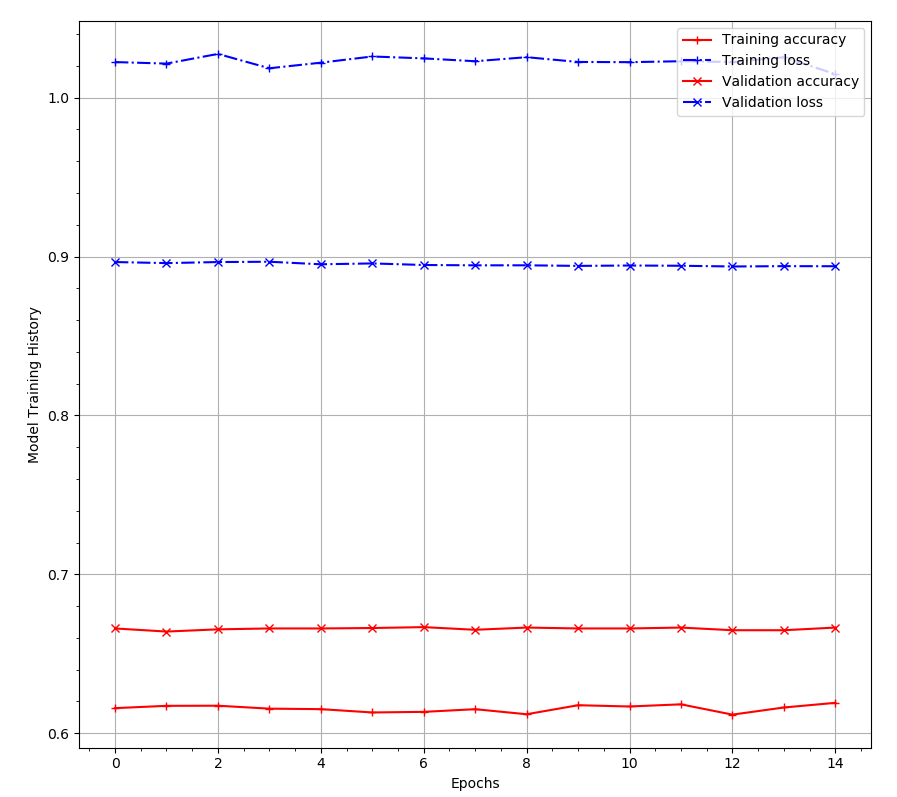 Training accuracy
Training loss
Validation accuracy
Validation loss
1.0
0.9
0.8
0.7
0.6
Model Training History
0 2 4 6 8 10 12 14
Epochs